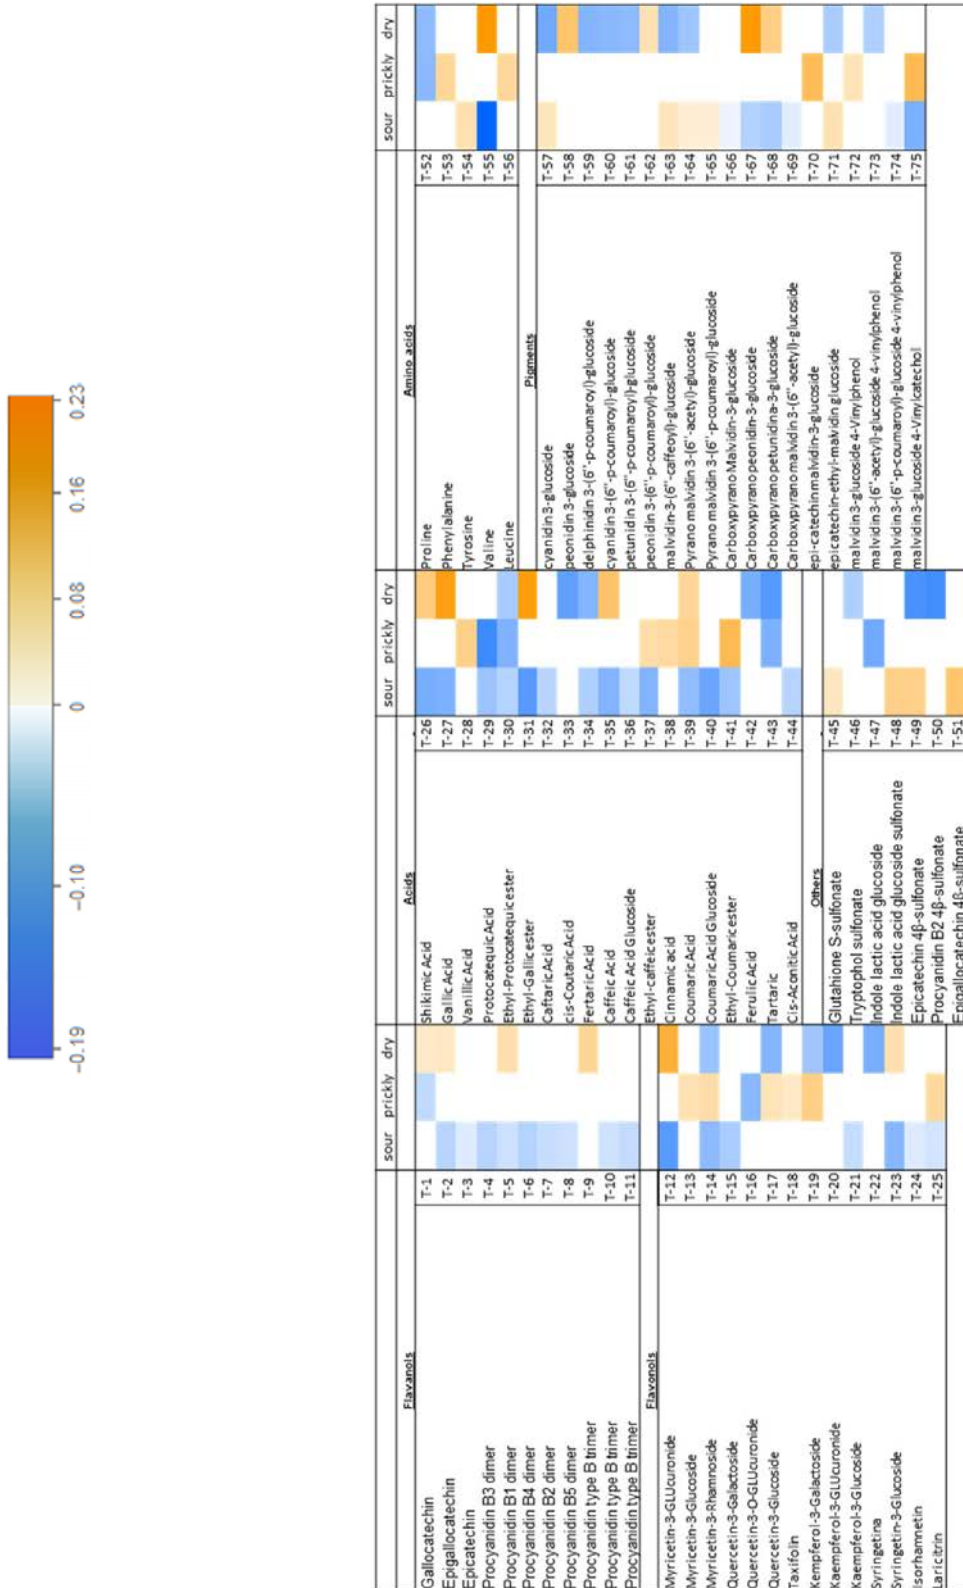 −0.19 −0.10 0 0.08 0.16 0.23
sour prickly dry
Flavanols
Gallocatechin T-1
Epigallocatechin T-2
Epicatechin T-3
Procyanidin B3 dimer T-4
Procyanidin B1 dimer T-5
Procyanidin B4 dimer T-6
Procyanidin B2 dimer T-7
Procyanidin B5 dimer T-8
Procyanidin type B trimer T-9
Procyanidin type B trimer T-10
Procyanidin type B trimer T-11
Flavonols
Myricetin-3-GLUcuronide T-12
Myricetin-3-Glucoside T-13
Myricetin-3-Rhamnoside T-14
Quercetin-3-Galactoside T-15
Quercetin-3-O-GLUcuronide T-16
Quercetin-3-Glucoside T-17
Taxifolin T-18
Kempferol-3-Galactoside T-19
Kaempferol-3-GLUcuronide T-20
Kaempferol-3-Glucoside T-21
Syringetina T-22
Syringetin-3-Glucoside T-23
Isorhamnetin T-24
Laricitrin T-25
sour prickly dry
Acids
Shikimic Acid T-26
Gallic Acid T-27
Vanillic Acid T-28
Protocatequic Acid T-29
Ethyl-Protocatequic ester T-30
Ethyl-Gallic ester T-31
Caftaric Acid T-32
cis-Coutaric Acid T-33
Fertaric Acid T-34
Caffeic Acid T-35
Caffeic Acid Glucoside T-36
Ethyl-caffeic ester T-37
Cinnamic acid T-38
Coumaric Acid T-39
Coumaric Acid Glucoside T-40
Ethyl-Coumaric ester T-41
Ferulic Acid T-42
Tartaric T-43
Cis-Aconitic Acid T-44
Others
Glutathione S-sulfonate T-45
Tryptophol sulfonate T-46
Indole lactic acid glucoside T-47
Indole lactic acid glucoside sulfonate T-48
Epicatechin 4β-sulfonate T-49
Procyanidin B2 4β-sulfonate T-50
Epigallocatechin 4β-sulfonate T-51
sour prickly dry
Amino acids
Proline T-52
Phenylalanine T-53
Tyrosine T-54
Valine T-55
Leucine T-56
Pigments
cyanidin 3-glucoside T-57
peonidin 3-glucoside T-58
delphinidin 3-(6''-p-coumaroyl)-glucoside T-59
cyanidin 3-(6''-p-coumaroyl)-glucoside T-60
petunidin 3-(6''-p-coumaroyl)-glucoside T-61
peonidin 3-(6''-p-coumaroyl)-glucoside T-62
malvidin-3-(6''-caffeoyl)-glucoside T-63
Pyrano malvidin 3-(6''-acetyl)-glucoside T-64
Pyrano malvidin 3-(6''-p-coumaroyl)-glucoside T-65
Carboxypyrano Malvidin-3-glucoside T-66
Carboxypyrano peonidin-3-glucoside T-67
Carboxypyrano petunidina-3-glucoside T-68
Carboxypyrano malvidin 3-(6''-acetyl)-glucoside T-69
epi-catechin malvidin-3-glucoside T-70
epicatechin-ethyl-malvidin glucoside T-71
malvidin 3-glucoside 4-Vinylphenol T-72
malvidin 3-(6''-acetyl)-glucoside 4-vinylphenol T-73
malvidin 3-(6''-p-coumaroyl)-glucoside 4-vinylphenol T-74
malvidin 3-glucoside 4-Vinylcatechol T-75